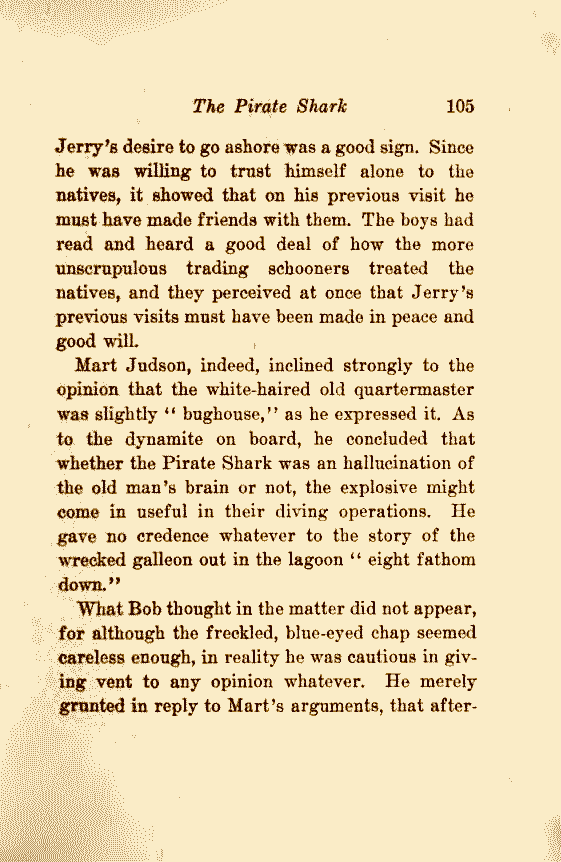 The Pirate Shark 105
Jerry's desire to go ashore was a good sign. Since
he was willing to trust himself alone to the
natives, it showed that on his previous visit he
must have made friends with them. The boys had
read and heard a good deal of how the more
unscrupulous trading schooners treated the
natives, and they perceived at once that Jerry's
previous visits must have been made in peace and
good will.
Mart Judson, indeed, inclined strongly to the
opinion that the white-haired old quartermaster
was slightly " bughouse," as he expressed it. As
to the dynamite on board, he concluded that
whether the Pirate Shark was an hallucination of
the old man's brain or not, the explosive might
come in useful in their diving operations. He
gave no credence whatever to the story of the
wrecked galleon out in the lagoon " eight fathom
down."
What Bob thought in the matter did not appear,
for although the freckled, blue-eyed chap seemed
careless enough, in reality he was cautious in giv-
ing vent to any opinion whatever. He merely
grunted in reply to Mart's arguments, that after-